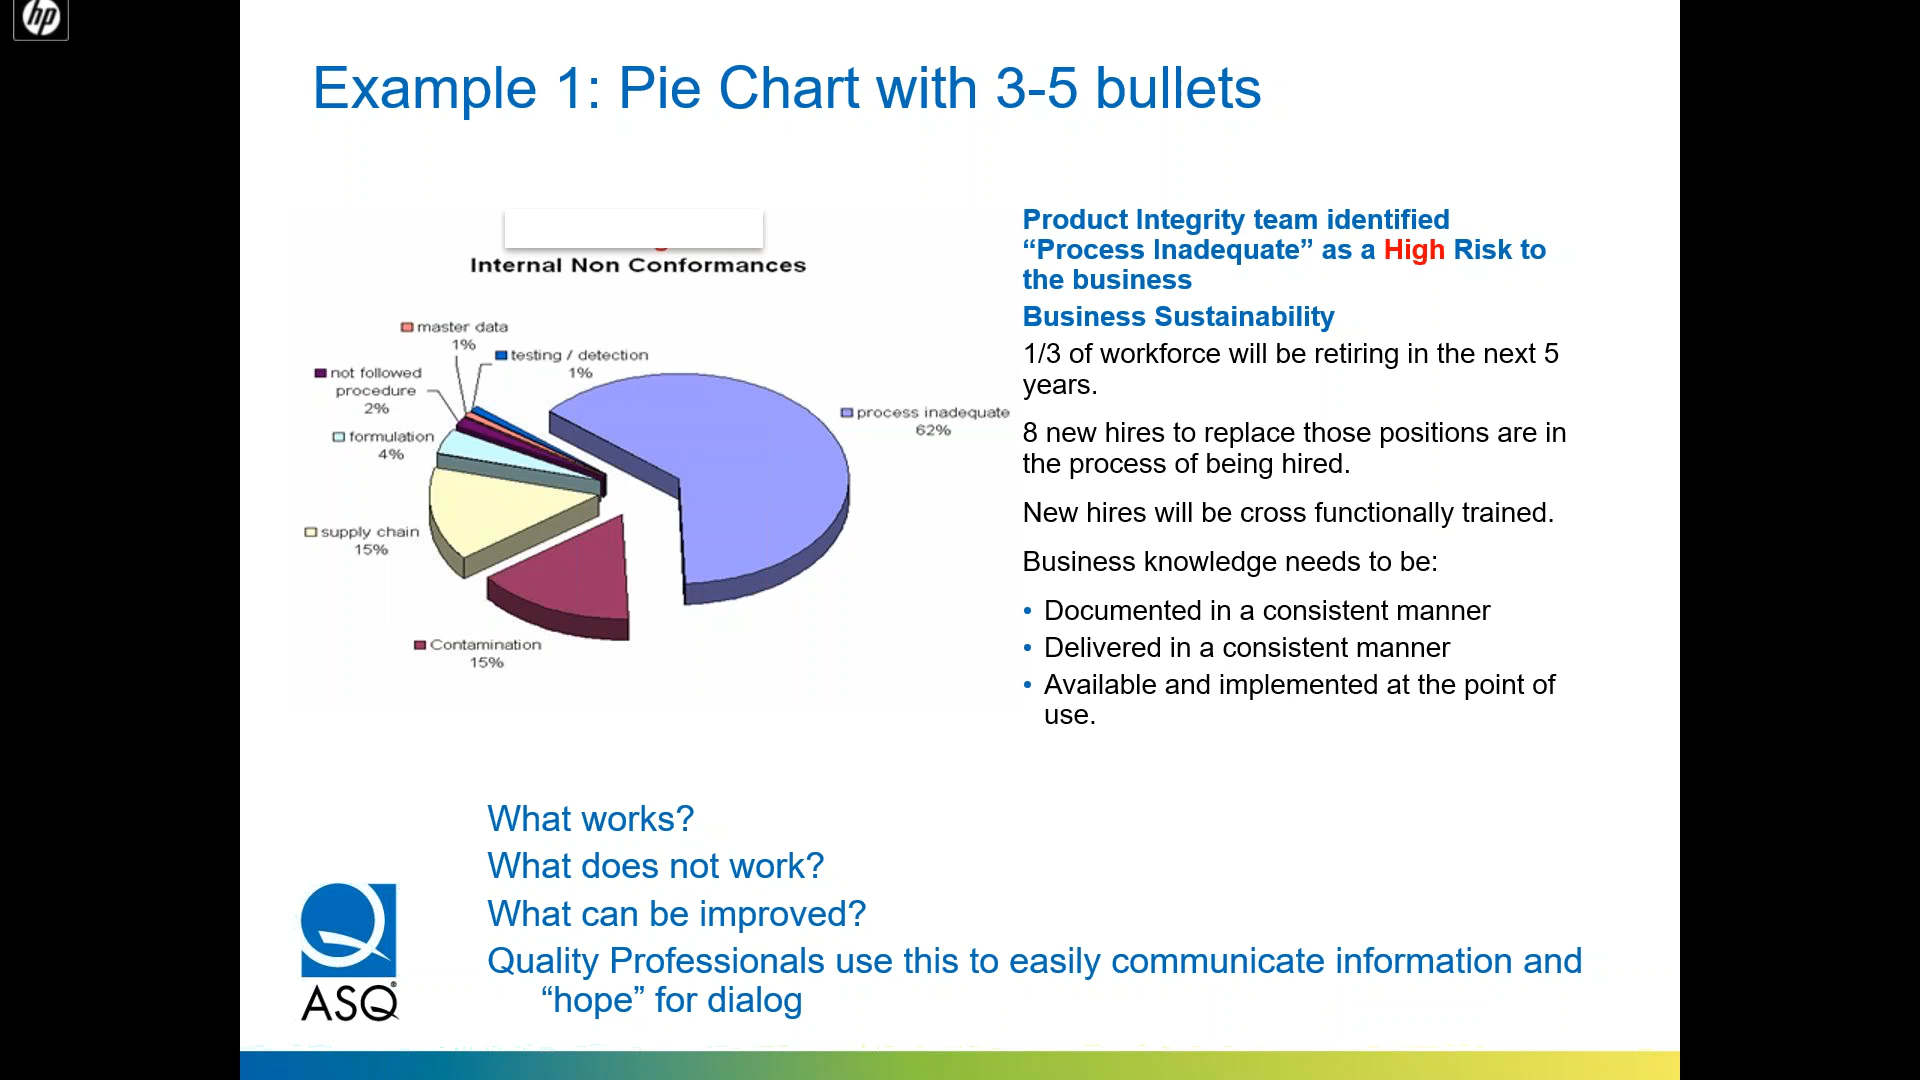 hp
Example 1: Pie Chart with 3-5 bullets
Internal Non Conformances
master data
1%
testing / detection
1%
not followed
procedure
2%
formulation
4%
supply chain
15%
Contamination
15%
process inadequate
62%
Product Integrity team identified
“Process Inadequate” as a High Risk to
the business
Business Sustainability
1/3 of workforce will be retiring in the next 5
years.
8 new hires to replace those positions are in
the process of being hired.
New hires will be cross functionally trained.
Business knowledge needs to be:
• Documented in a consistent manner
• Delivered in a consistent manner
• Available and implemented at the point of
use.
What works?
What does not work?
What can be improved?
Quality Professionals use this to easily communicate information and
“hope” for dialog
ASQ®